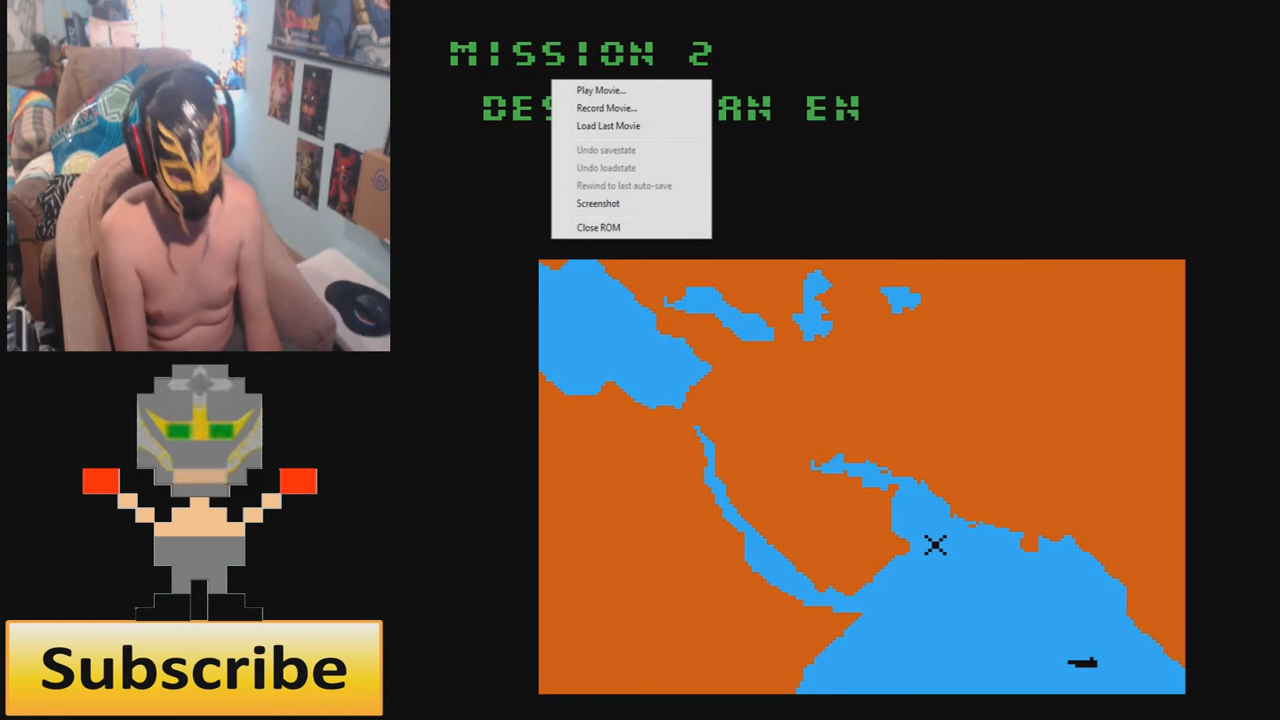 MISSION 2
DES AN EN
Play Movie...
Record Movie...
Load Last Movie
Undo savestate
Undo loadstate
Rewind to last auto-save
Screenshot
Close ROM
Subscribe